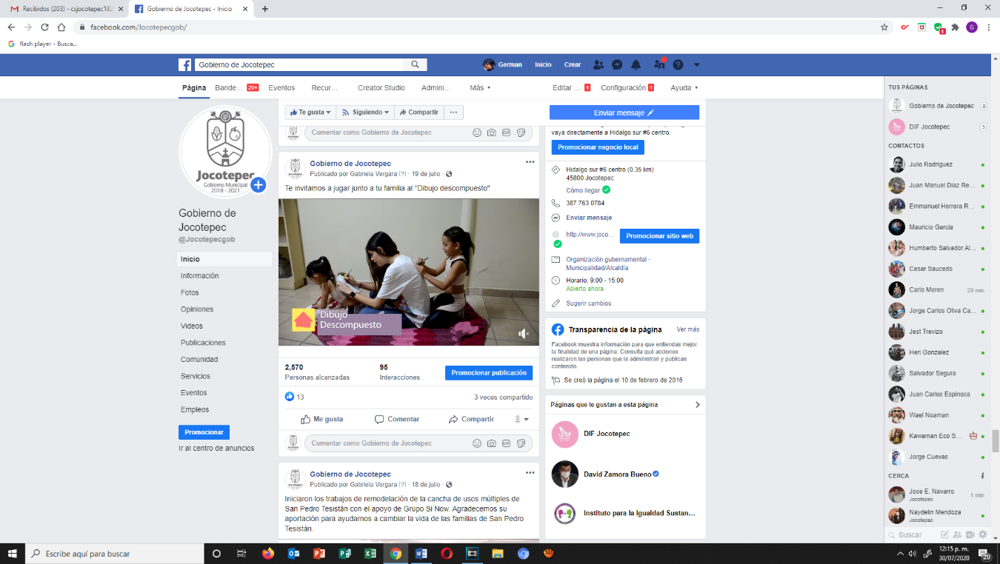 Recibidos (203) - csjocotepec182
Gobierno de Jocotepec - Inicio
facebook.com/Jocotepecgob/
1
G
flash player - Busca...
Gobierno de Jocotepec
German
Inicio
Crear
Página
Bande... 20+
Eventos
Recur...
Creator Studio
Admini...
Más
Editar ... 1
Configuración 1
Ayuda
Jocotepec
Gobierno Municipal
2018 - 2021
Gobierno de
Jocotepec
@Jocotepecgob
Inicio
Información
Fotos
Opiniones
Videos
Publicaciones
Comunidad
Servicios
Eventos
Empleos
Promocionar
Ir al centro de anuncios
Te gusta
Siguiendo
Compartir
Comentar como Gobierno de Jocotepec
Gobierno de Jocotepec
Publicado por Gabriela Vergara [?] · 19 de julio ·
Te invitamos a jugar junto a tu familia al "Dibujo descompuesto"
Dibujo
Descompuesto
2,570
Personas alcanzadas
95
Interacciones
Promocionar publicación
13
3 veces compartido
Me gusta
Comentar
Compartir
Comentar como Gobierno de Jocotepec
Gobierno de Jocotepec
Publicado por Gabriela Vergara [?] · 18 de julio ·
Iniciaron los trabajos de remodelación de la cancha de usos múltiples de
San Pedro Tesistán con el apoyo de Grupo Si Now. Agradecemos su
aportación para ayudarnos a cambiar la vida de las familias de San Pedro
Tesistán.
Enviar mensaje
vaya directamente a Hidalgo sur #6 centro.
Promocionar negocio local
Hidalgo sur #6 centro (0.35 km)
45800 Jocotepec
Cómo llegar
387 763 0784
Enviar mensaje
http://www.joco...
Promocionar sitio web
Organización gubernamental ·
Municipalidad/Alcaldía
Horario: 9:00 - 15:00
Abierto ahora
Sugerir cambios
Transparencia de la página
Ver más
Facebook muestra información para que entiendas mejor
la finalidad de una página. Consulta qué acciones
realizaron las personas que la administran y publican
contenido.
Se creó la página el 10 de febrero de 2016
Páginas que le gustan a esta página
DIF Jocotepec
David Zamora Bueno
Instituto para la Igualdad Sustan...
TUS PÁGINAS
Gobierno de Jocotepec 9
DIF Jocotepec 3
CONTACTOS
Julio Rodriguez
Juan Manuel Diaz Re...
Emmanuel Herrera R...
Mauricio Garcia
Humberto Salvador Al...
Cesar Saucedo
Carlo Moren 29 min
Jorge Carlos Oliva Ca...
Jest Trevizo
Heri Gonzalez
Salvador Segura
Juan Carlos Espinosa
Wael Noaman
Kawaman Eco S...
Jorge Cuevas
CERCA
Jose E. Navarro 1 min
Jocotepec
Naydelin Mendoza
Jocotepec
Buscar
Escribe aquí para buscar
12:15 p. m.
30/07/2020
20